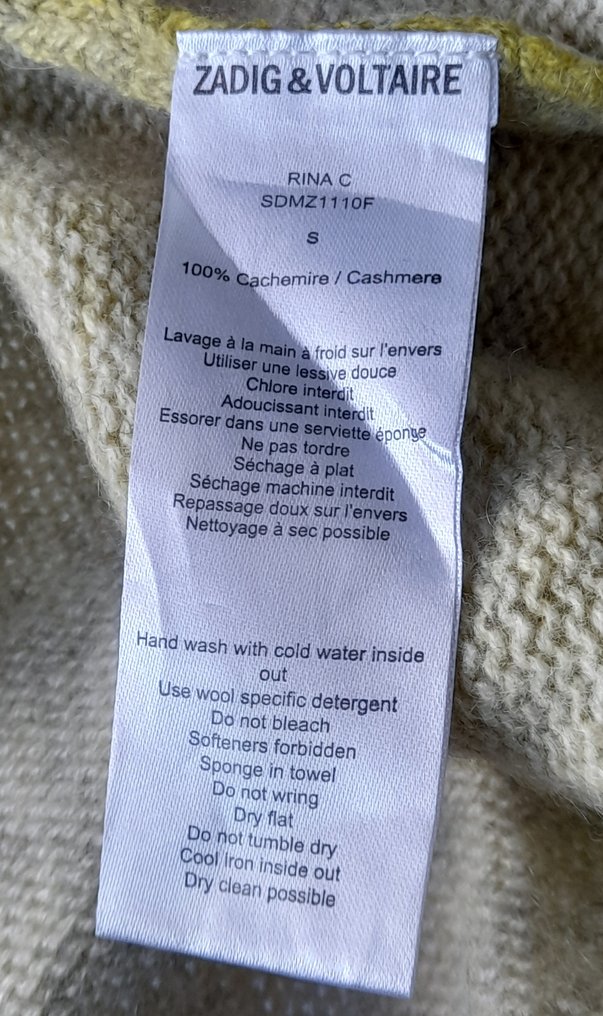 ZADIG & VOLTAIRE
RINA C
SDMZ1110F
S
100% Cachemire / Cashmere
Lavage à la main à froid sur l'envers
Utiliser une lessive douce
Chlore interdit
Adoucissant interdit
Essorer dans une serviette éponge
Ne pas tordre
Séchage à plat
Séchage machine interdit
Repassage doux sur l'envers
Nettoyage à sec possible
Hand wash with cold water inside
out
Use wool specific detergent
Do not bleach
Softeners forbidden
Sponge in towel
Do not wring
Dry flat
Do not tumble dry
Cool iron inside out
Dry clean possible